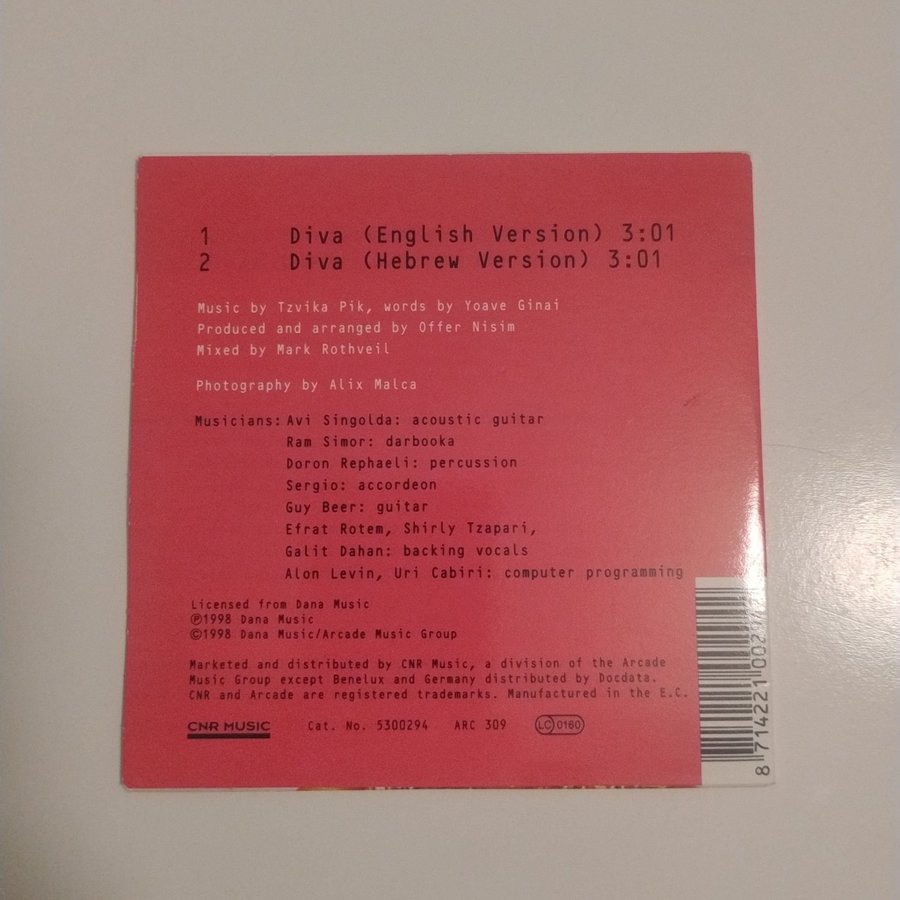 1 Diva (English Version) 3:01
2 Diva (Hebrew Version) 3:01
Music by Tzvika Pik, words by Yoave Ginai
Produced and arranged by Offer Nisim
Mixed by Mark Rothveil
Photography by Alix Malca
Musicians: Avi Singolda: acoustic guitar
Ram Simor: darbooka
Doron Rephaeli: percussion
Sergio: accordeon
Guy Beer: guitar
Efrat Rotem, Shirly Tzapari,
Galit Dahan: backing vocals
Alon Levin, Uri Cabiri: computer programming
Licensed from Dana Music
℗1998 Dana Music
©1998 Dana Music/Arcade Music Group
Marketed and distributed by CNR Music, a division of the Arcade
Music Group except Benelux and Germany distributed by Docdata.
CNR and Arcade are registered trademarks. Manufactured in the E.C.
CNR MUSIC Cat. No. 5300294 ARC 309 LC 0160
8 714221 002